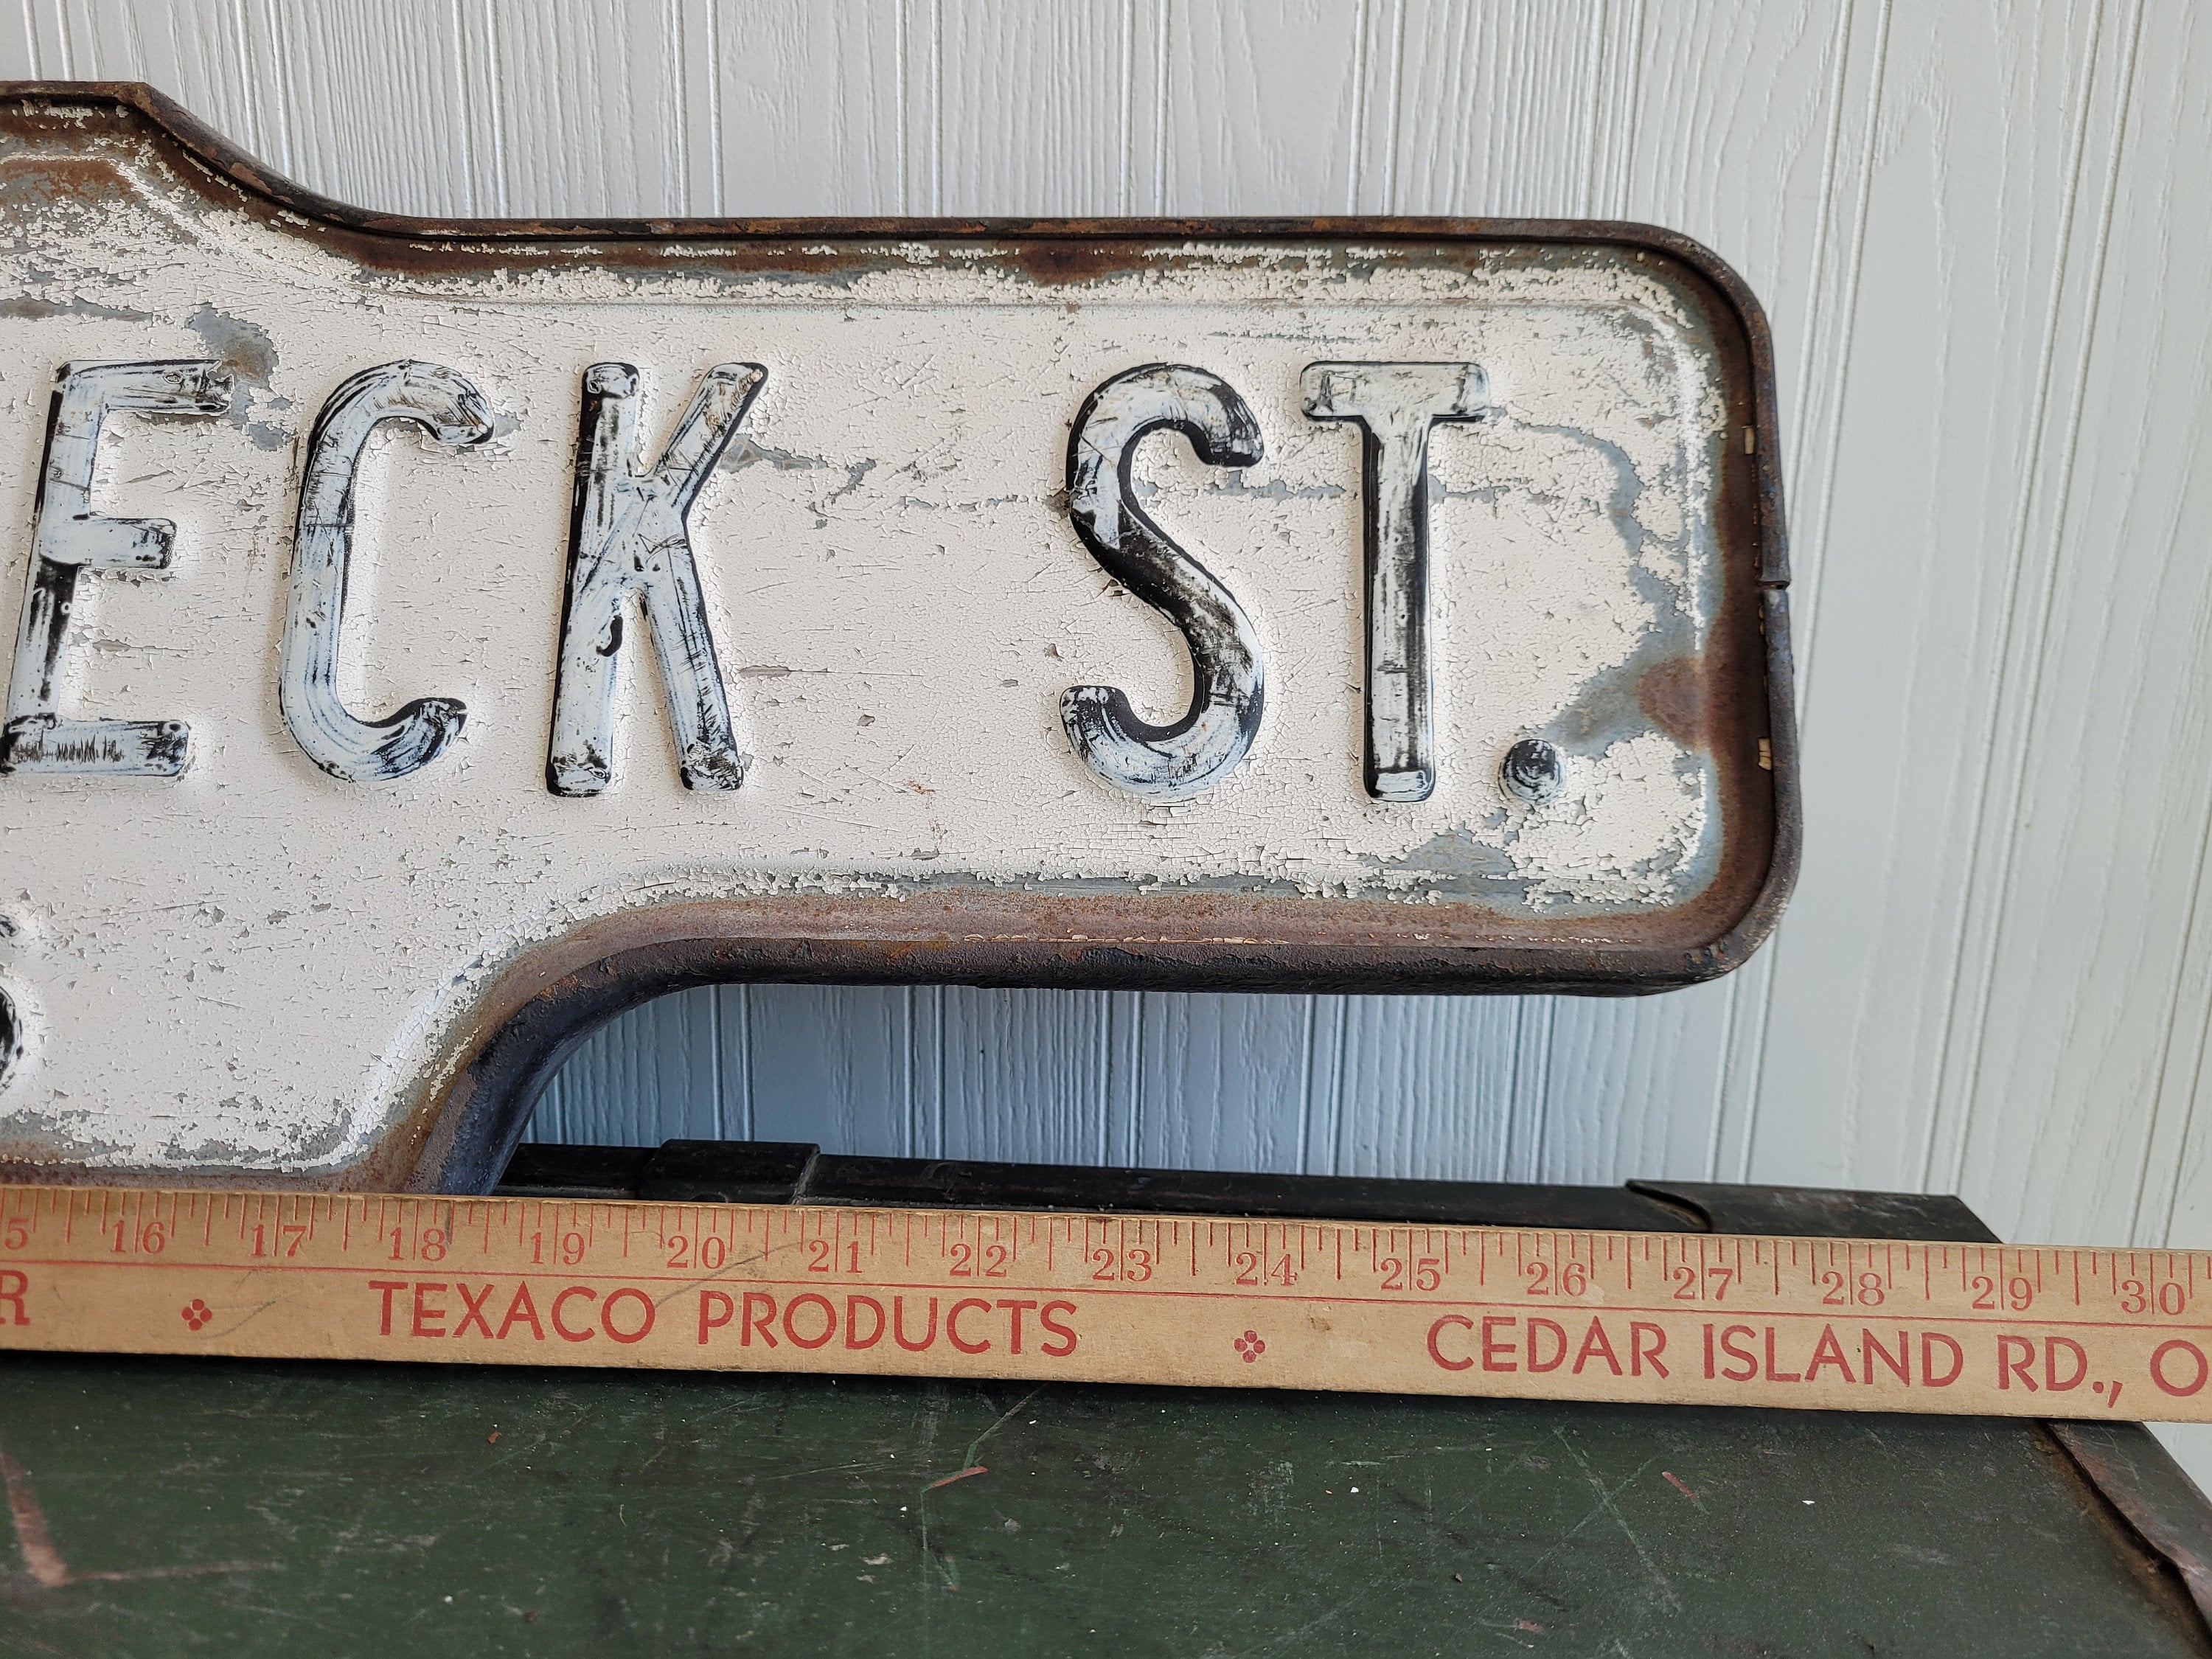 ECK ST.
5 16 17 18 19 20 21 22 23 24 25 26 27 28 29 30
R TEXACO PRODUCTS CEDAR ISLAND RD., O